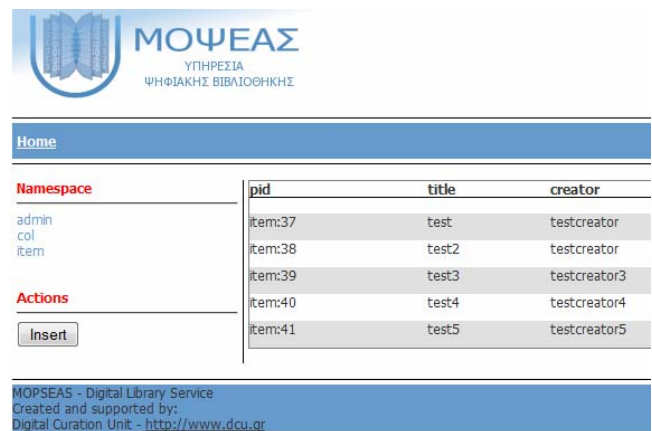 ΜΟΨΕΑΣ
ΥΠΗΡΕΣΙΑ
ΨΗΦΙΑΚΗΣ ΒΙΒΛΙΟΘΗΚΗΣ
Home
Namespace
admin
col
item
Actions
Insert
pid title creator
item:37 test testcreator
item:38 test2 testcreator
item:39 test3 testcreator3
item:40 test4 testcreator4
item:41 test5 testcreator5
MOPSEAS - Digital Library Service
Created and supported by:
Digital Curation Unit - http://www.dcu.gr